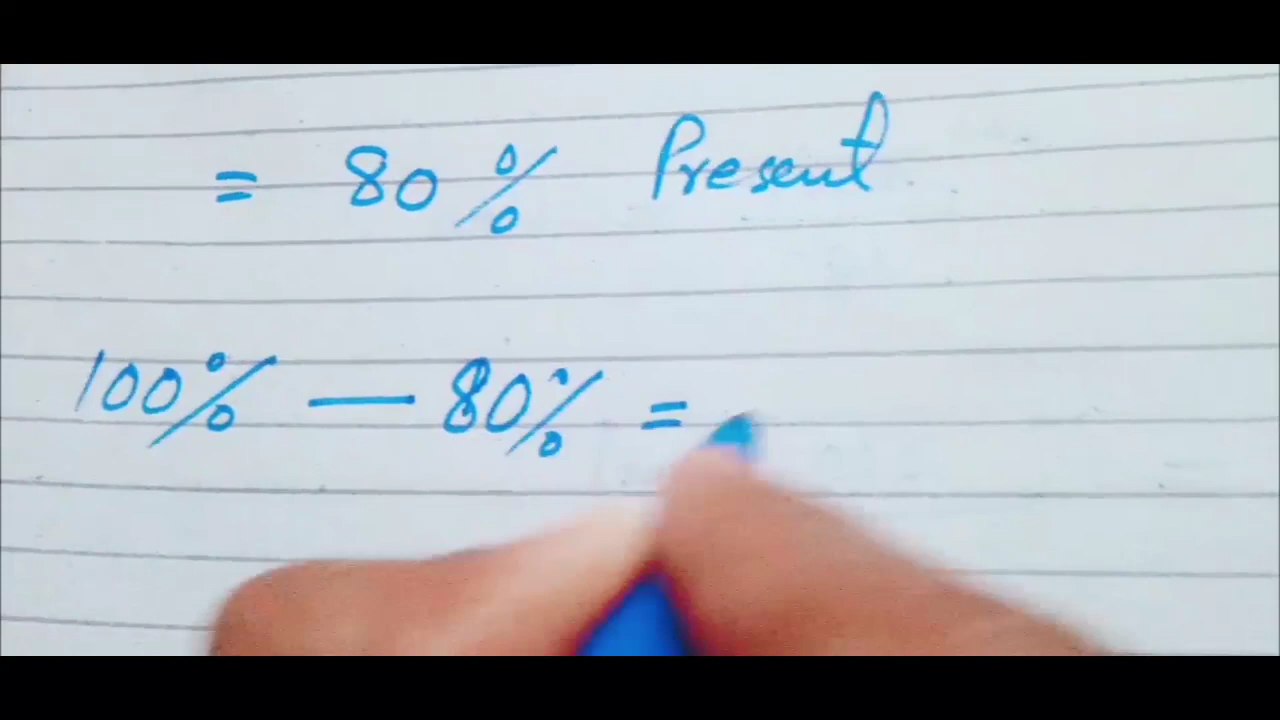 = 80% Present
100% — 80% =